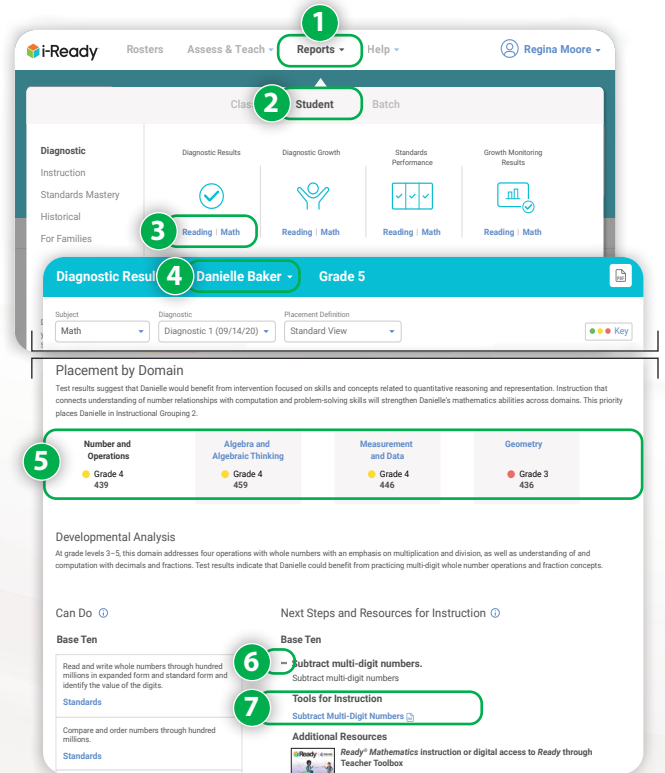 1
i-Ready Rosters Assess & Teach Reports Help Regina Moore
2
Student Batch
Diagnostic
Instruction
Standards Mastery
Historical
For Families
Diagnostic Results
Diagnostic Growth
Standards
Performance
Growth Monitoring
Results
3
Reading | Math
Reading | Math
Reading | Math
Reading | Math
4
Diagnostic Danielle Baker Grade 5
PDF
Subject
Math
Diagnostic
Diagnostic 1 (09/14/20)
Placement Definition
Standard View
Key
Placement by Domain
Test results suggest that Danielle would benefit from intervention focused on skills and concepts related to quantitative reasoning and representation. Instruction that
connects understanding of number relationships with computation and problem-solving skills will strengthen Danielle's mathematics abilities across domains. This priority
places Danielle in Instructional Grouping 2.
5
Number and
Operations
Grade 4
439
Algebra and
Algebraic Thinking
Grade 4
459
Measurement
and Data
Grade 4
446
Geometry
Grade 3
436
Developmental Analysis
At grade levels 3–5, this domain addresses four operations with whole numbers with an emphasis on multiplication and division, as well as understanding of and
computation with decimals and fractions. Test results indicate that Danielle could benefit from practicing multi-digit whole number operations and fraction concepts.
Can Do
Base Ten
Read and write whole numbers through hundred
millions in expanded form and standard form and
identify the value of the digits.
Standards
Compare and order numbers through hundred
millions.
Standards
Next Steps and Resources for Instruction
Base Ten
6
– Subtract multi-digit numbers.
Subtract multi-digit numbers
7
Tools for Instruction
Subtract Multi-Digit Numbers
Additional Resources
Ready® Mathematics instruction or digital access to Ready through
Teacher Toolbox